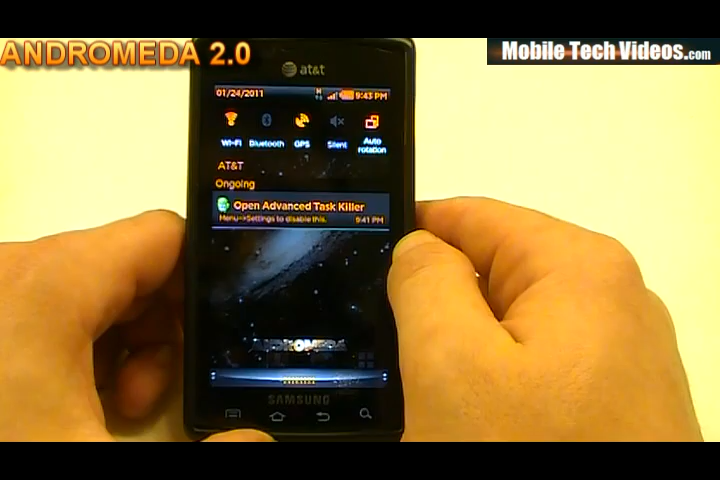 ANDROMEDA 2.0
Mobile Tech Videos.com
at&t
01/24/2011 9:43 PM
Wi-Fi Bluetooth GPS Silent Auto rotation
AT&T
Ongoing
Open Advanced Task Killer
Menu->Settings to disable this. 9:41 PM
ANDROMEDA
SAMSUNG